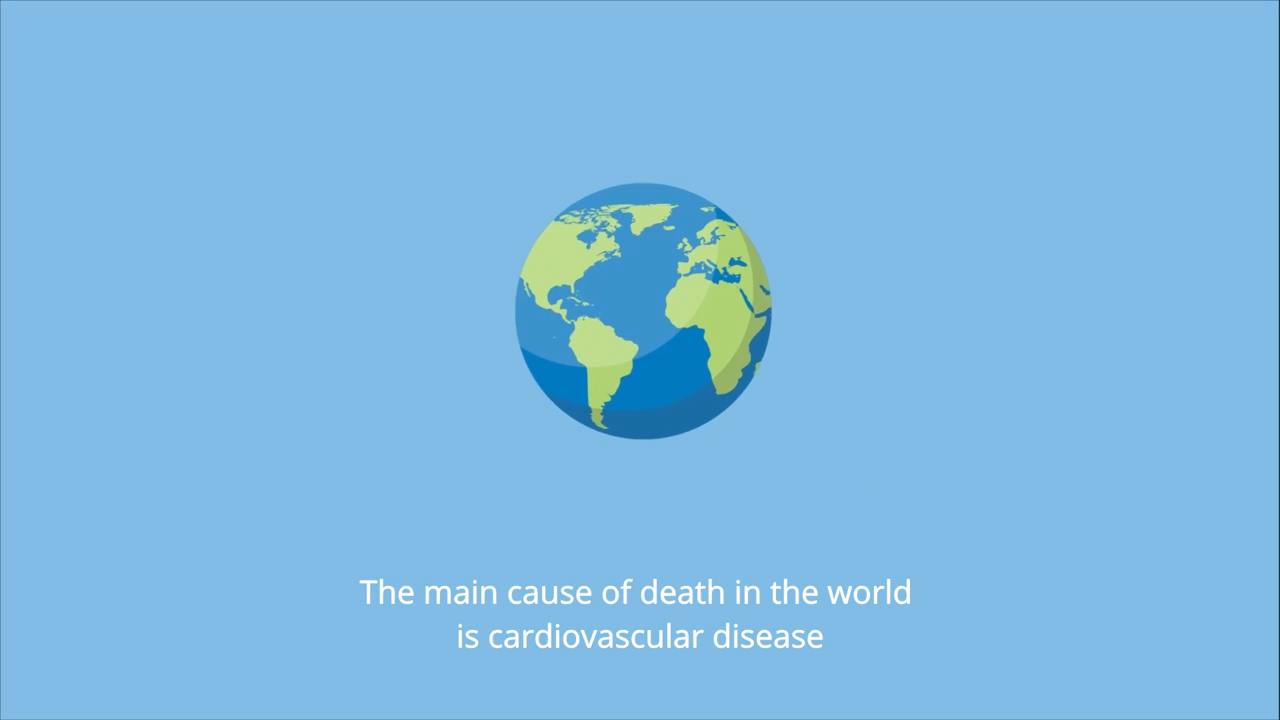 The main cause of death in the world
is cardiovascular disease